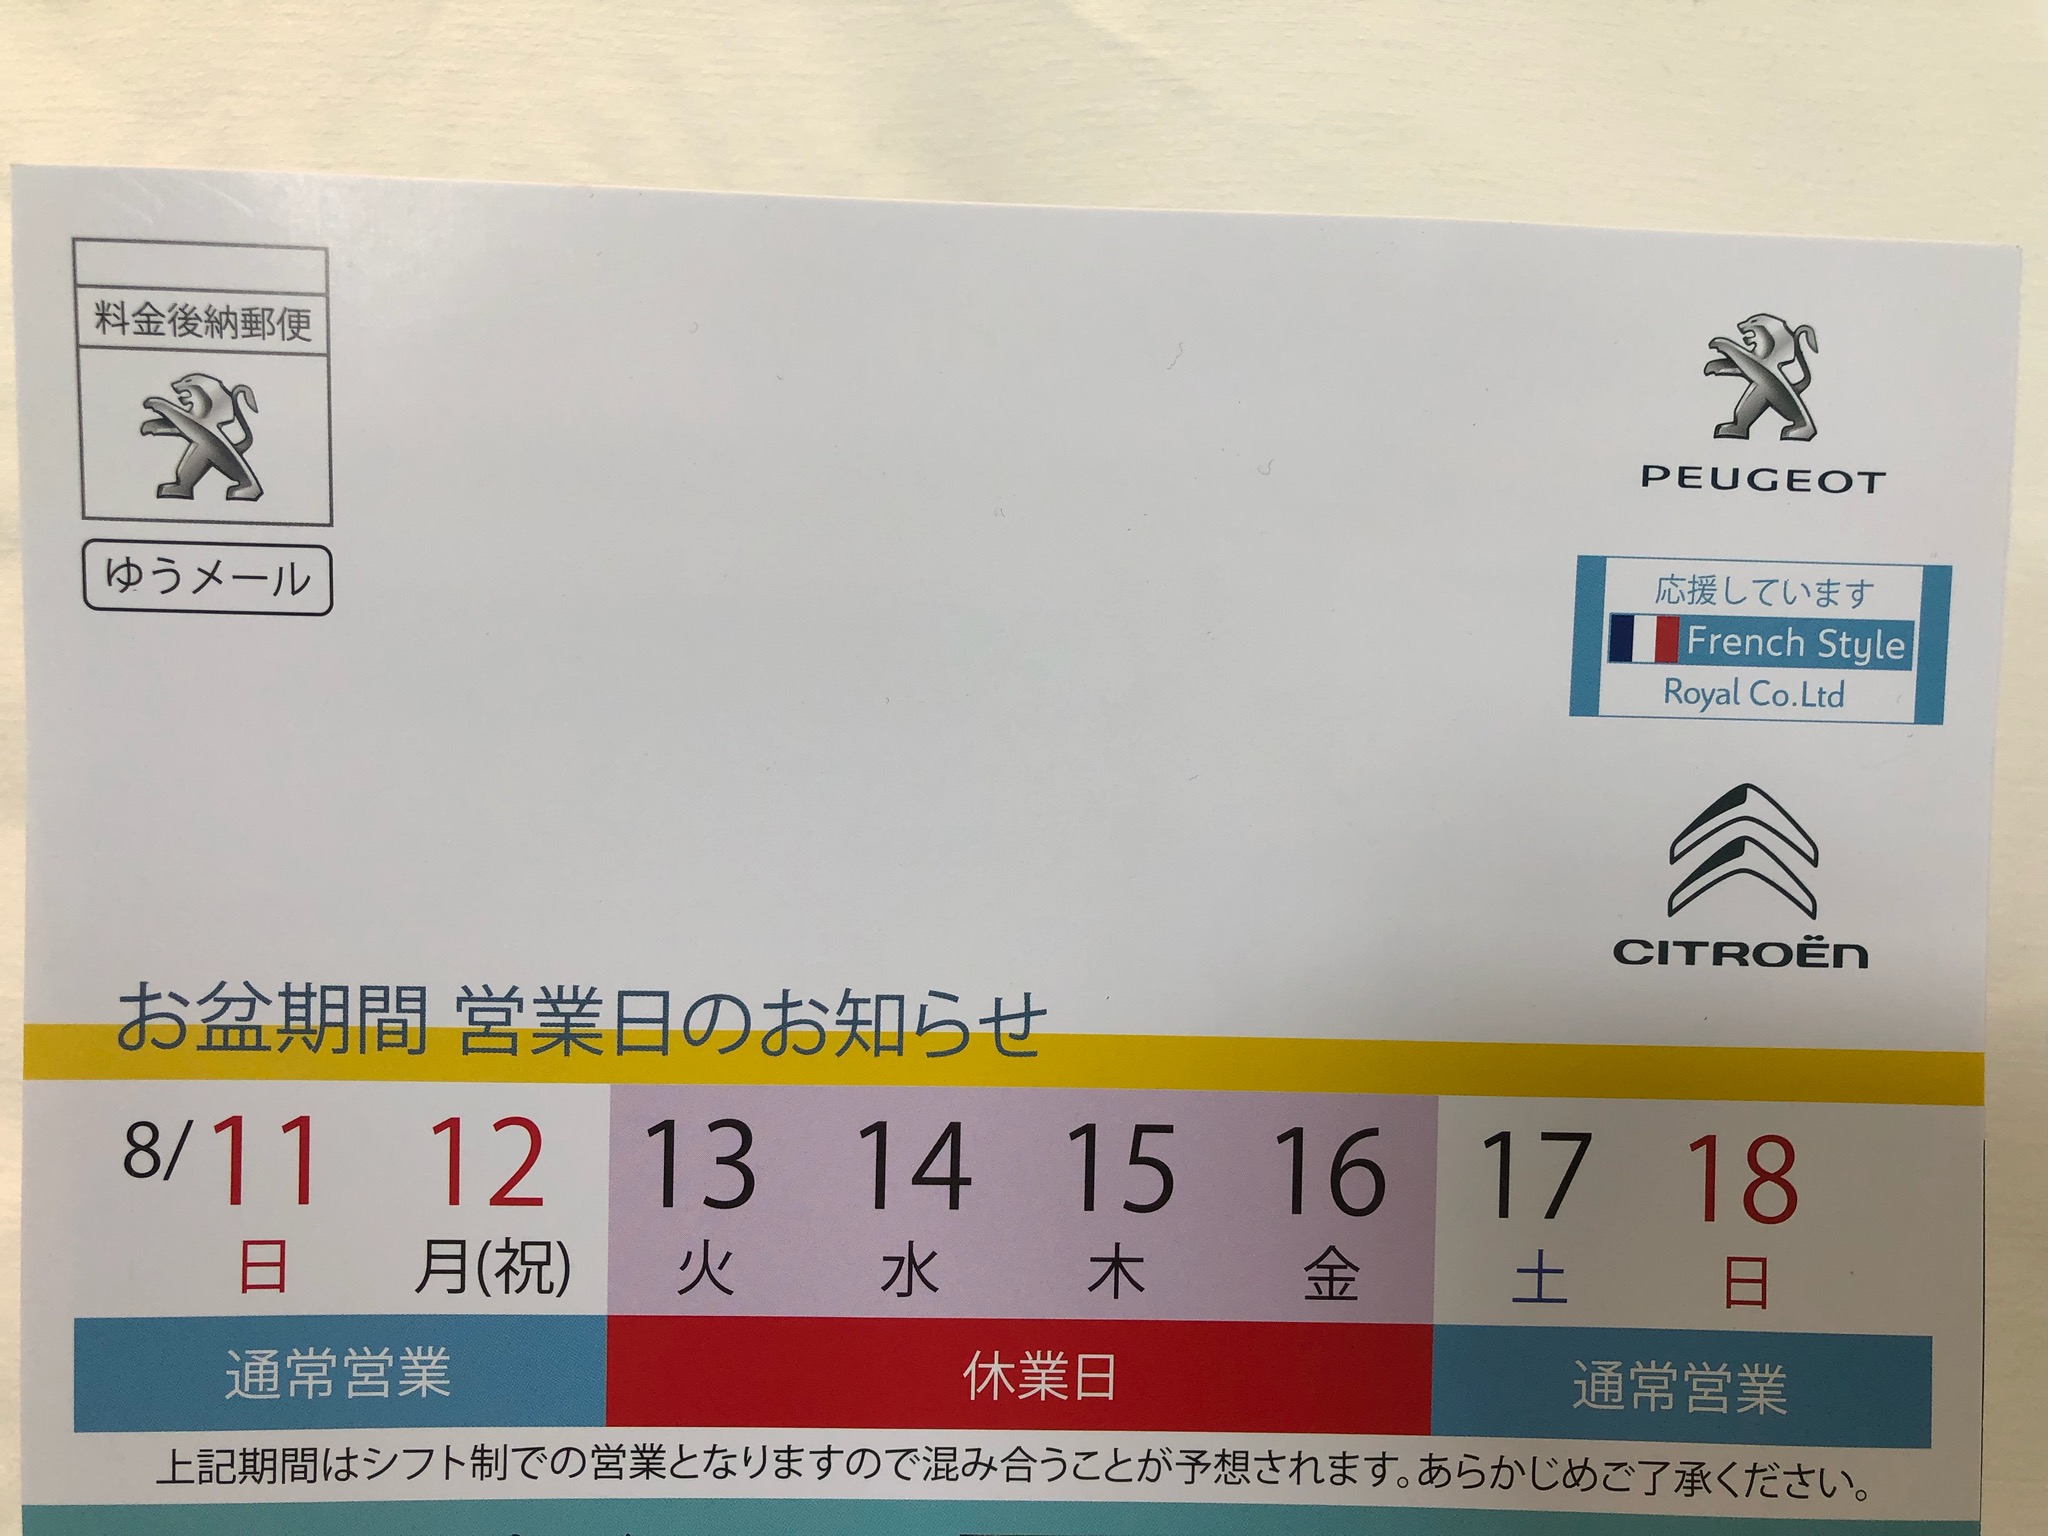 料金後納郵便
ゆうメール
PEUGEOT
応援しています
French Style
Royal Co.Ltd
CITROËN
お盆期間 営業日のお知らせ
8/11 12 13 14 15 16 17 18
日 月(祝) 火 水 木 金 土 日
通常営業 休業日 通常営業
上記期間はシフト制での営業となりますので混み合うことが予想されます。あらかじめご了承ください。